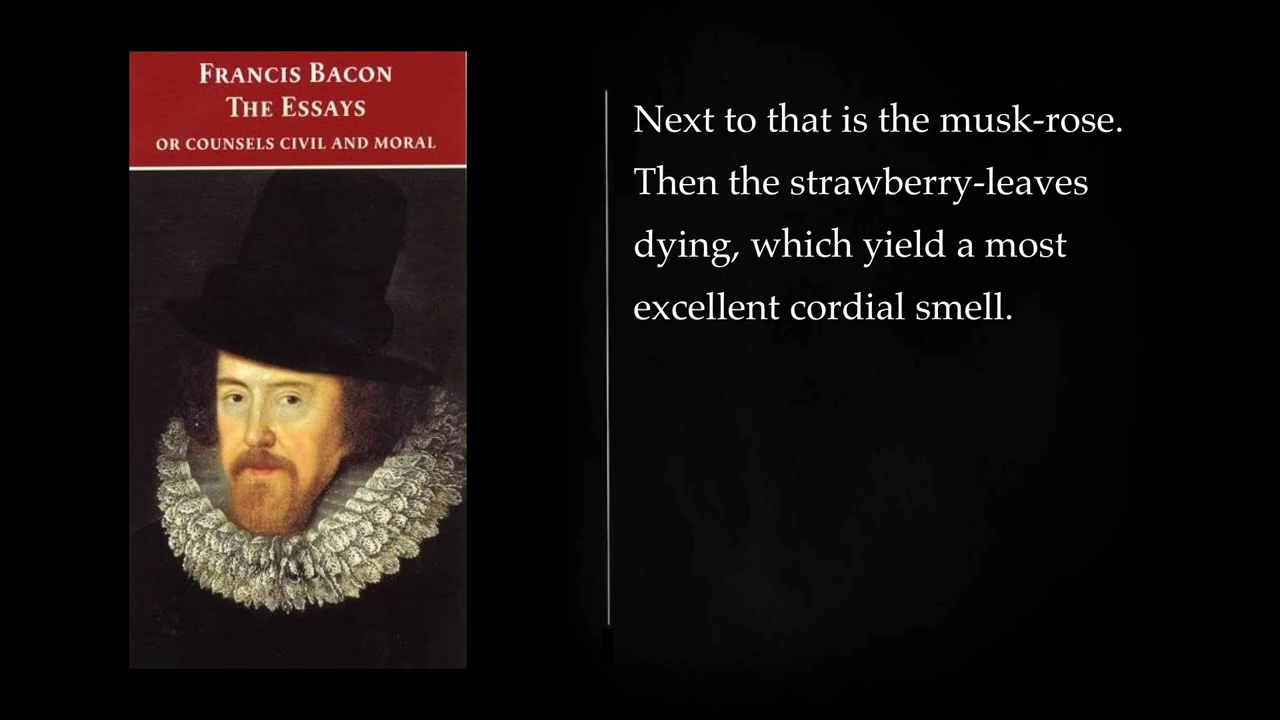 FRANCIS BACON
THE ESSAYS
OR COUNSELS CIVIL AND MORAL
Next to that is the musk-rose.
Then the strawberry-leaves
dying, which yield a most
excellent cordial smell.